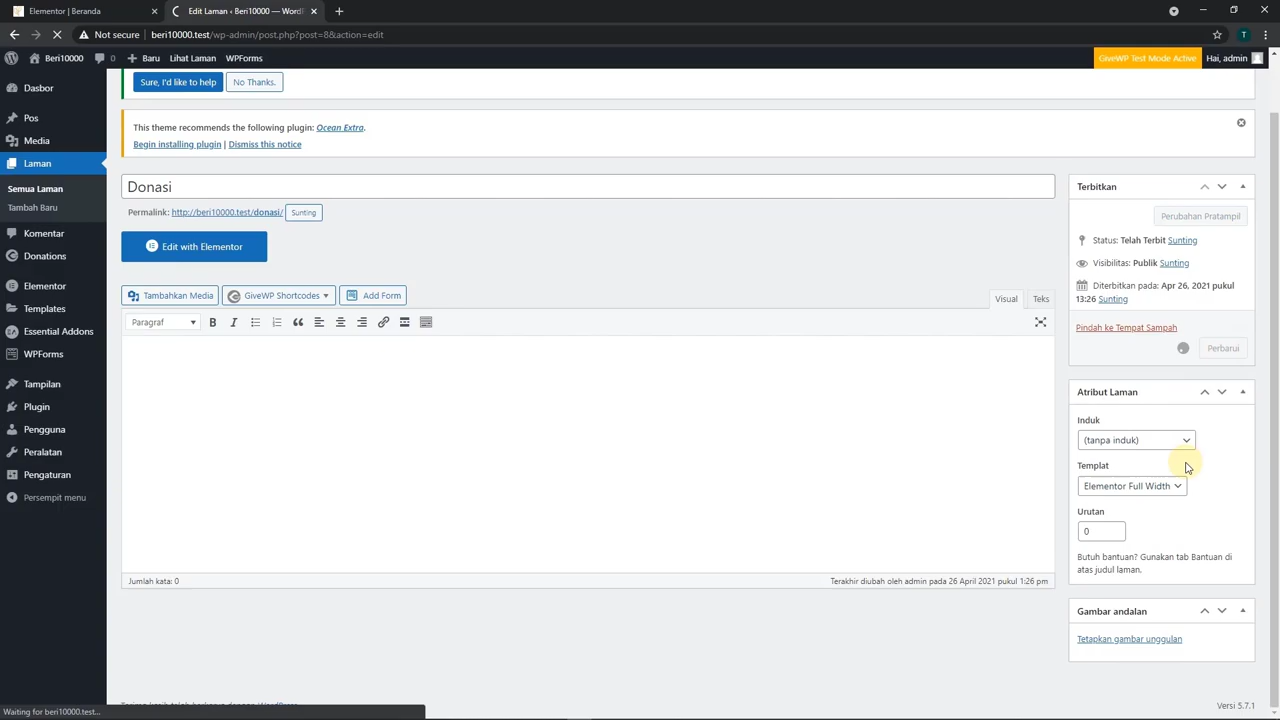 Elementor | Beranda
Edit Laman ‹ Beri10000 — WordP
Not secure
beri10000.test/wp-admin/post.php?post=8&action=edit
T
Beri10000
0
Baru
Lihat Laman
WPForms
GiveWP Test Mode Active
Hai, admin
Dasbor
Pos
Media
Laman
Semua Laman
Tambah Baru
Komentar
Donations
Elementor
Templates
Essential Addons
WPForms
Tampilan
Plugin
Pengguna
Peralatan
Pengaturan
Persempit menu
Sure, I'd like to help
No Thanks.
This theme recommends the following plugin: Ocean Extra.
Begin installing plugin | Dismiss this notice
Donasi
Permalink: http://beri10000.test/donasi/ Sunting
Edit with Elementor
Tambahkan Media
GiveWP Shortcodes
Add Form
Visual
Teks
Paragraf
Jumlah kata: 0
Terakhir diubah oleh admin pada 26 April 2021 pukul 1:26 pm
Terbitkan
Perubahan Pratampil
Status: Telah Terbit Sunting
Visibilitas: Publik Sunting
Diterbitkan pada: Apr 26, 2021 pukul
13:26 Sunting
Pindah ke Tempat Sampah
Perbarui
Atribut Laman
Induk
(tanpa induk)
Templat
Elementor Full Width
Urutan
0
Butuh bantuan? Gunakan tab Bantuan di
atas judul laman.
Gambar andalan
Tetapkan gambar unggulan
Versi 5.7.1
Waiting for beri10000.test...